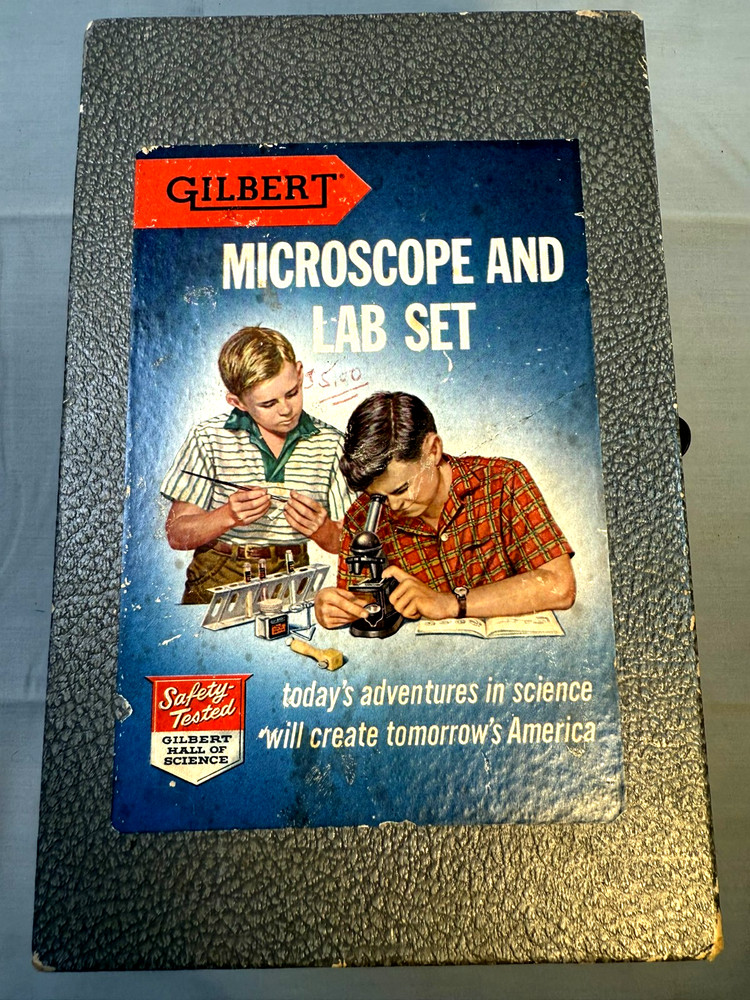 GILBERT®
MICROSCOPE AND
LAB SET
Safety-
Tested
GILBERT
HALL OF
SCIENCE
today's adventures in science
will create tomorrow's America